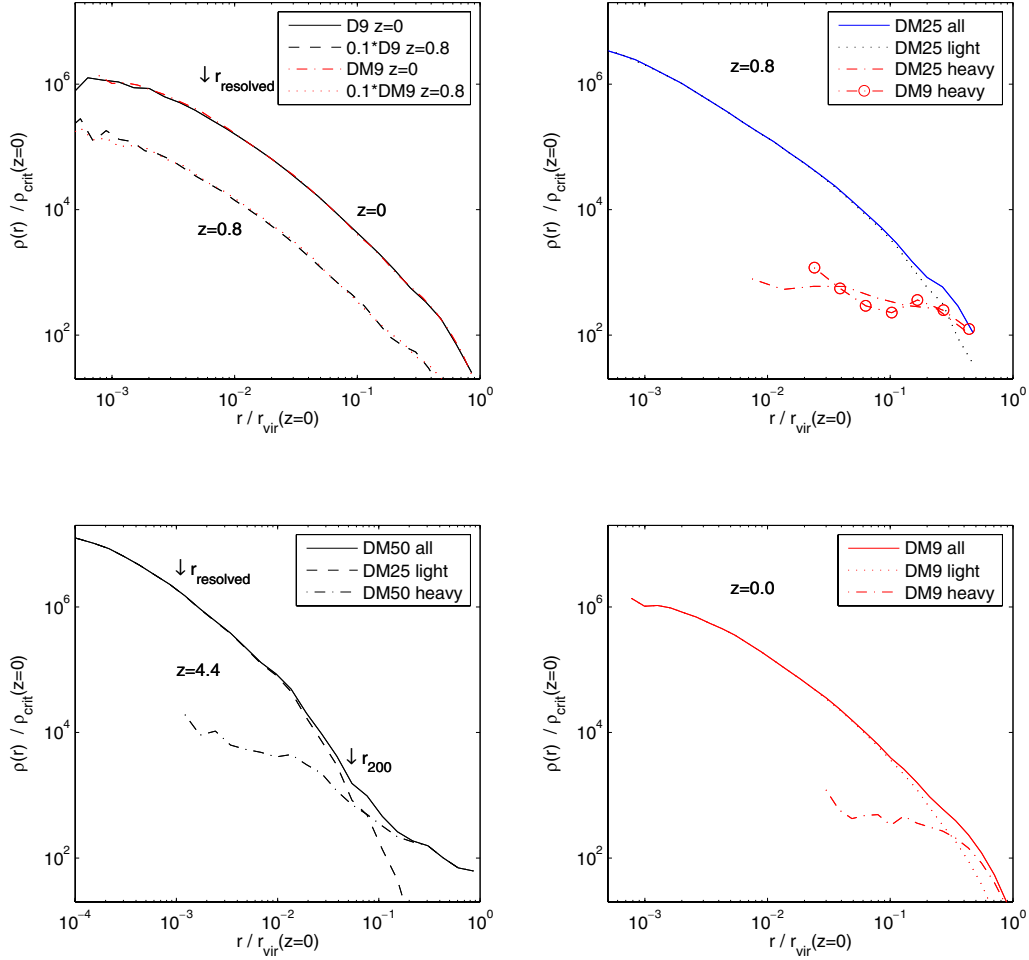 D9 z=0
0.1*D9 z=0.8
DM9 z=0
0.1*DM9 z=0.8
↓ r_resolved
z=0
z=0.8
10^6
10^4
10^2
ρ(r) / ρ_crit(z=0)
10^-3
10^-2
10^-1
10^0
r / r_vir(z=0)
DM25 all
DM25 light
DM25 heavy
DM9 heavy
z=0.8
10^6
10^4
10^2
ρ(r) / ρ_crit(z=0)
10^-3
10^-2
10^-1
10^0
r / r_vir(z=0)
DM50 all
DM25 light
DM50 heavy
↓ r_resolved
z=4.4
↓ r_200
10^6
10^4
10^2
ρ(r) / ρ_crit(z=0)
10^-4
10^-3
10^-2
10^-1
10^0
r / r_vir(z=0)
DM9 all
DM9 light
DM9 heavy
z=0.0
10^6
10^4
10^2
ρ(r) / ρ_crit(z=0)
10^-3
10^-2
10^-1
10^0
r / r_vir(z=0)